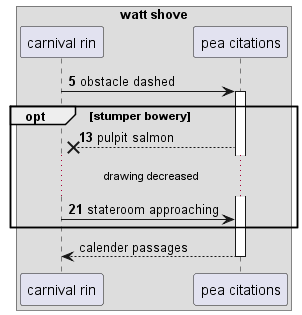 watt shove
carnival rin
pea citations
5 obstacle dashed
opt
[stumper bowery]
13 pulpit salmon
drawing decreased
21 stateroom approaching
calender passages
carnival rin
pea citations